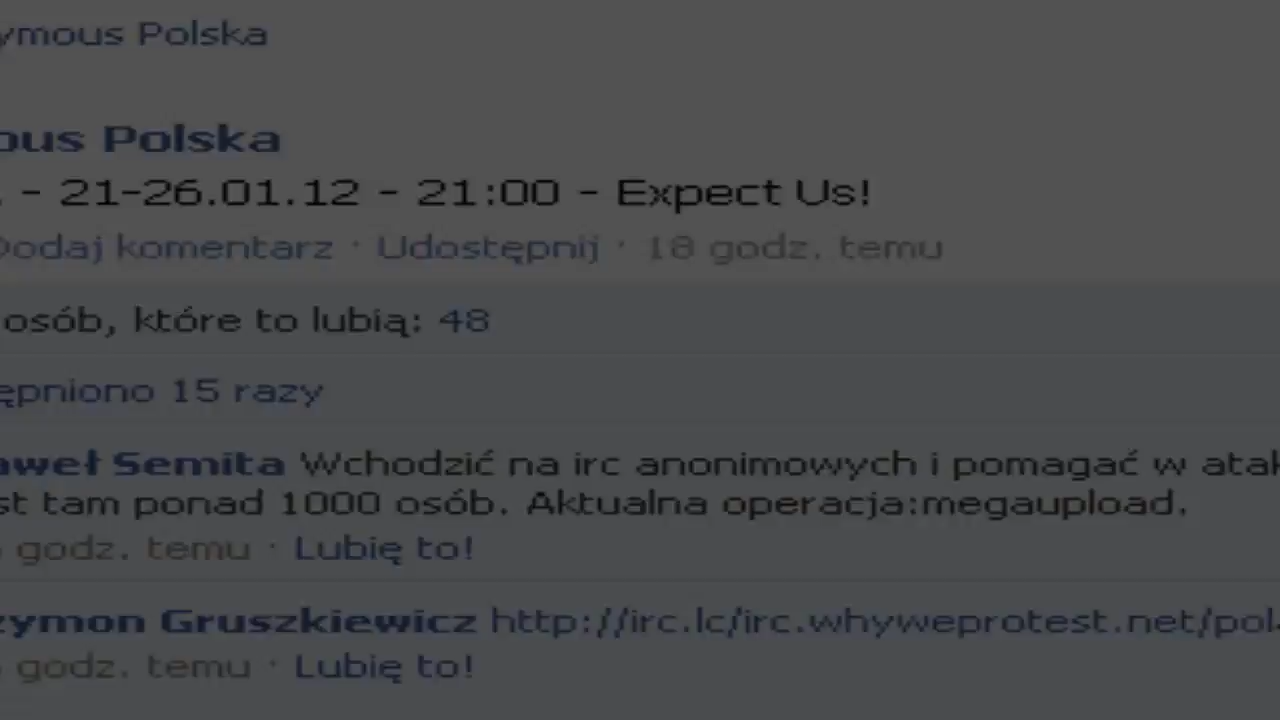 ymous Polska
ous Polska
. - 21-26.01.12 - 21:00 - Expect Us!
Dodaj komentarz · Udostępnij · 18 godz. temu
osób, które to lubią: 48
ępniono 15 razy
aweł Semita Wchodzić na irc anonimowych i pomagać w atak
st tam ponad 1000 osób. Aktualna operacja:megaupload.
godz. temu · Lubię to!
zymon Gruszkiewicz http://irc.lc/irc.whyweprotest.net/pol
godz. temu · Lubię to!